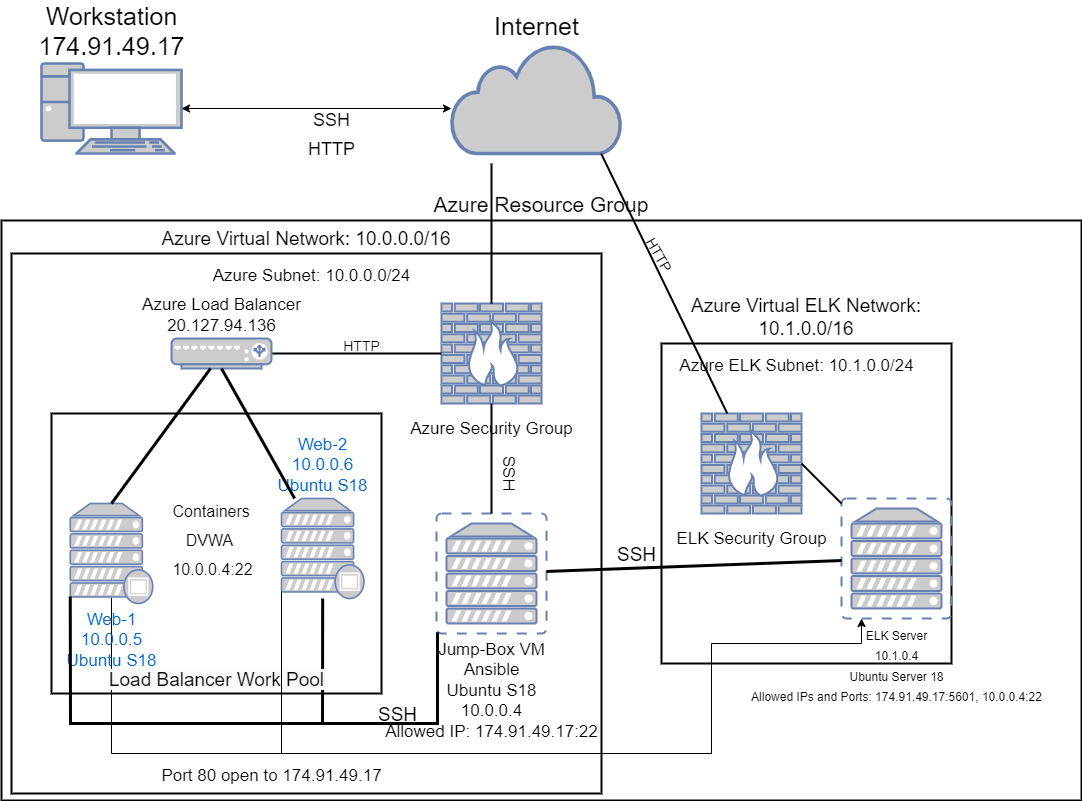 Workstation
174.91.49.17
Internet
SSH
HTTP
Azure Resource Group
Azure Virtual Network: 10.0.0.0/16
HTTP
Azure Subnet: 10.0.0.0/24
Azure Load Balancer
20.127.94.136
HTTP
Azure Virtual ELK Network:
10.1.0.0/16
Azure ELK Subnet: 10.1.0.0/24
Azure Security Group
SSH
Web-2
10.0.0.6
Ubuntu S18
Containers
DVWA
10.0.0.4:22
ELK Security Group
SSH
Web-1
10.0.0.5
Ubuntu S18
Load Balancer Work Pool
Jump-Box VM
Ansible
Ubuntu S18
10.0.0.4
Allowed IP: 174.91.49.17:22
SSH
ELK Server
10.1.0.4
Ubuntu Server 18
Allowed IPs and Ports: 174.91.49.17:5601, 10.0.0.4:22
Port 80 open to 174.91.49.17